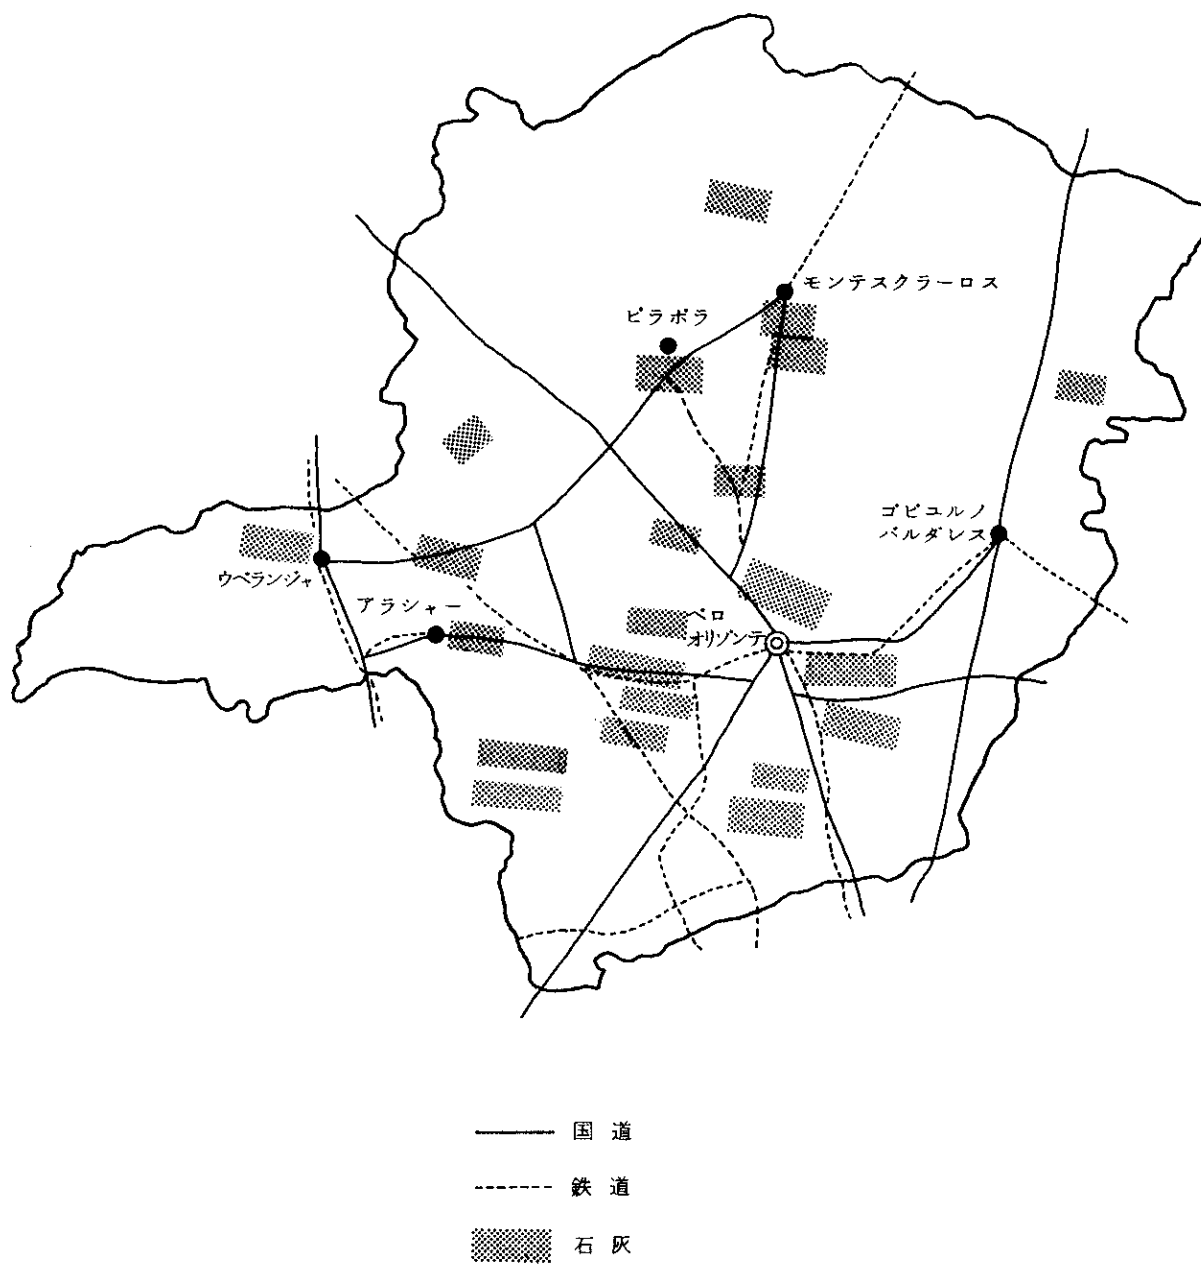 モンテスクラーロス
ピラポラ
ゴビユルノ
バルダレス
ウベランジャ
アラシャー
ベロ
オリゾンテ
国道
鉄道
石灰